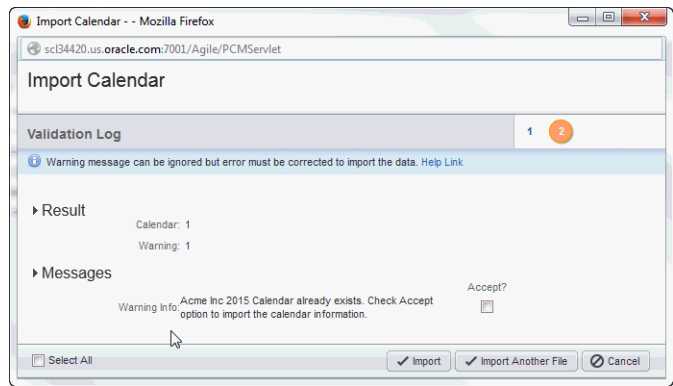 Import Calendar - - Mozilla Firefox
scl34420.us.oracle.com:7001/Agile/PCMServlet
Import Calendar
Validation Log
1 2
Warning message can be ignored but error must be corrected to import the data. Help Link
Result
Calendar: 1
Warning: 1
Messages
Accept?
Warning Info: Acme Inc 2015 Calendar already exists. Check Accept
option to import the calendar information.
Select All
Import
Import Another File
Cancel